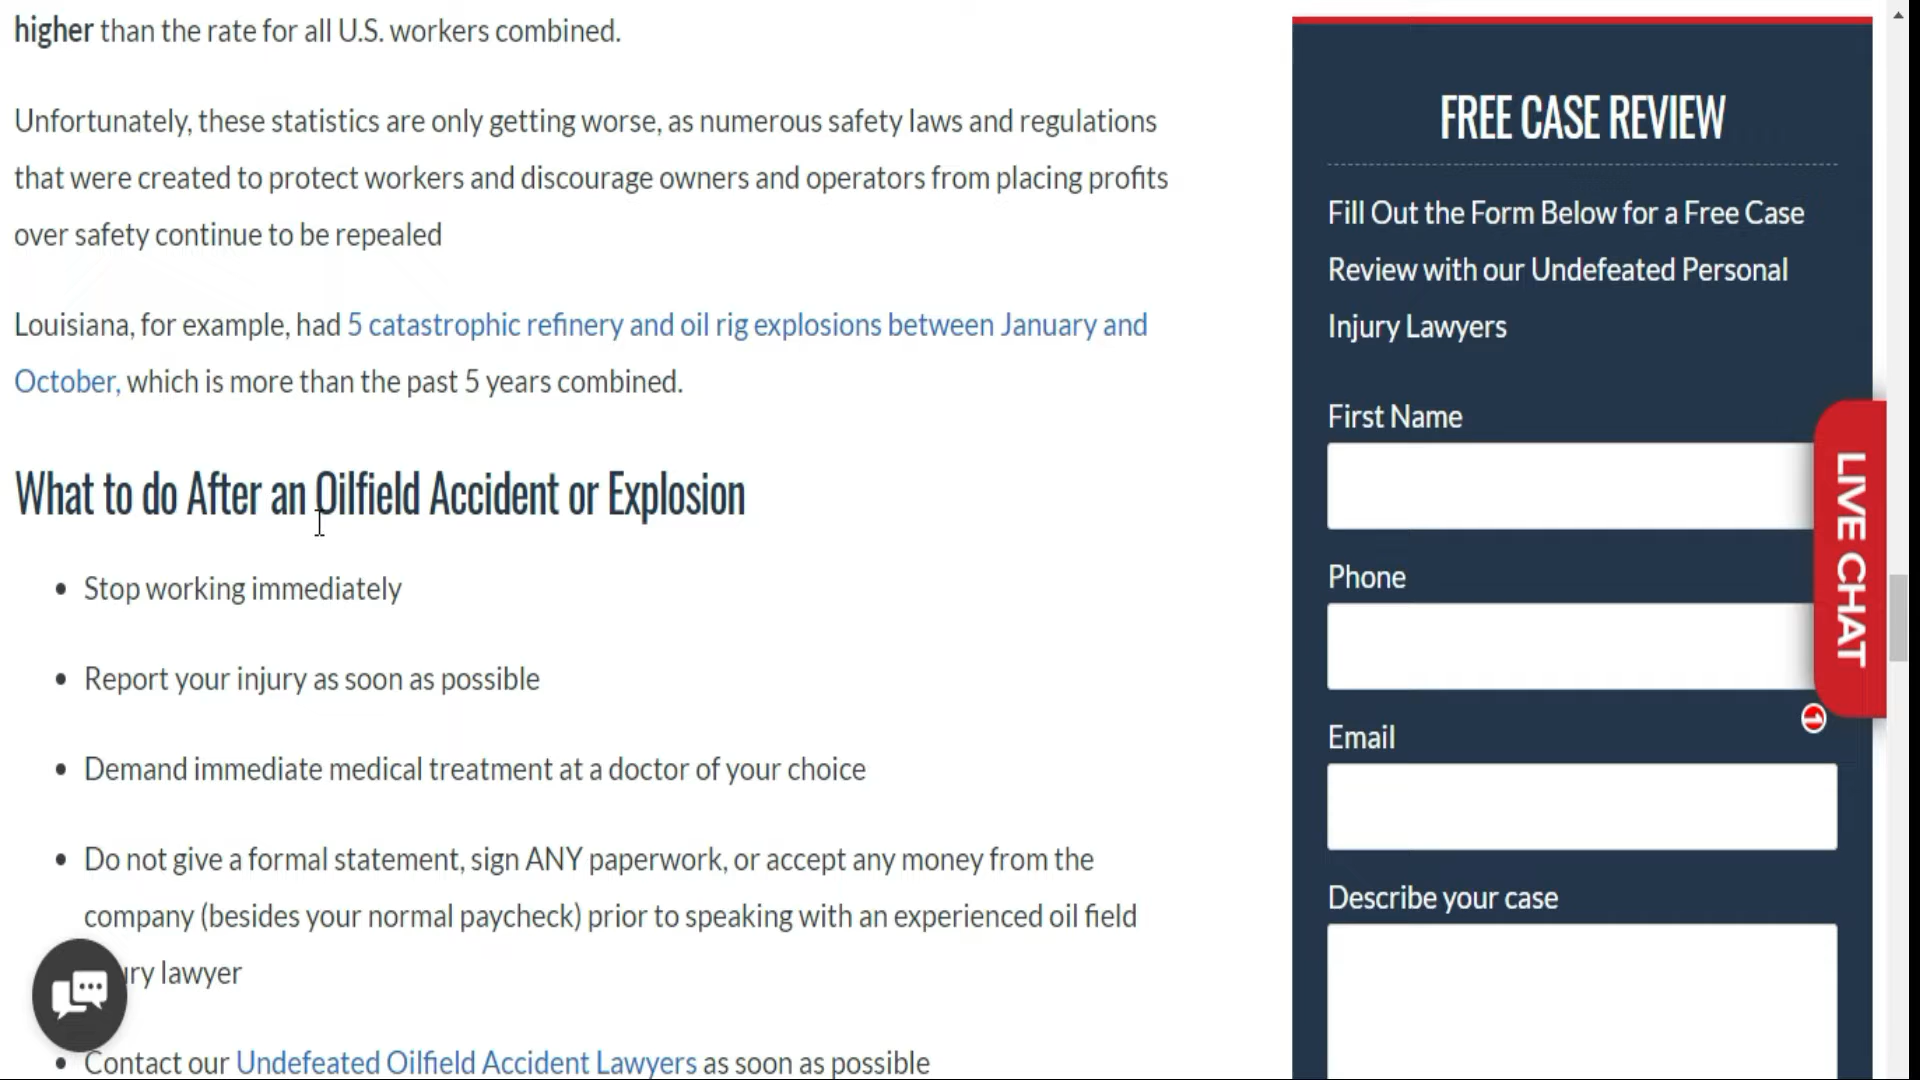 higher than the rate for all U.S. workers combined.
Unfortunately, these statistics are only getting worse, as numerous safety laws and regulations
that were created to protect workers and discourage owners and operators from placing profits
over safety continue to be repealed
Louisiana, for example, had 5 catastrophic refinery and oil rig explosions between January and
October, which is more than the past 5 years combined.
What to do After an Oilfield Accident or Explosion
• Stop working immediately
• Report your injury as soon as possible
• Demand immediate medical treatment at a doctor of your choice
• Do not give a formal statement, sign ANY paperwork, or accept any money from the
company (besides your normal paycheck) prior to speaking with an experienced oil field
ury lawyer
• Contact our Undefeated Oilfield Accident Lawyers as soon as possible
FREE CASE REVIEW
Fill Out the Form Below for a Free Case
Review with our Undefeated Personal
Injury Lawyers
First Name
Phone
Email
Describe your case
LIVE CHAT
1